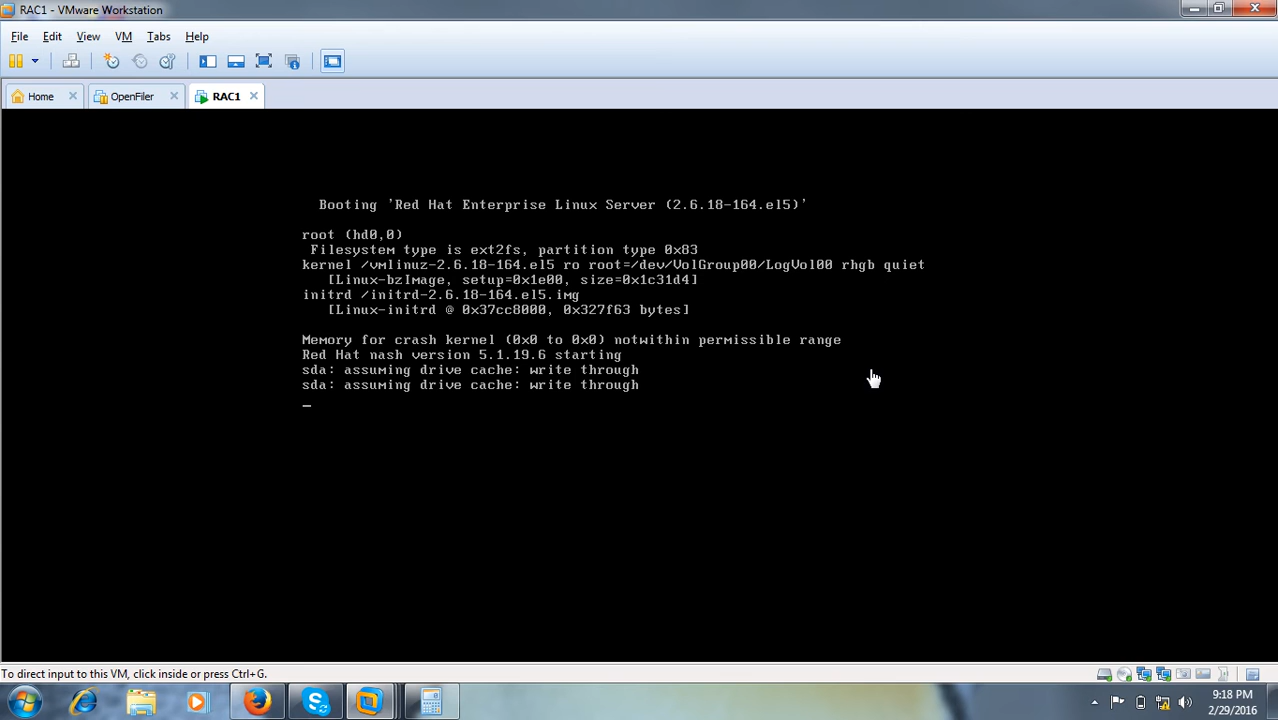 RAC1 - VMware Workstation
File Edit View VM Tabs Help
Home OpenFiler RAC1
Booting 'Red Hat Enterprise Linux Server (2.6.18-164.el5)'
root (hd0,0)
Filesystem type is ext2fs, partition type 0x83
kernel /vmlinuz-2.6.18-164.el5 ro root=/dev/VolGroup00/LogVol00 rhgb quiet
[Linux-bzImage, setup=0x1e00, size=0x1c31d4]
initrd /initrd-2.6.18-164.el5.img
[Linux-initrd @ 0x37cc8000, 0x327f63 bytes]
Memory for crash kernel (0x0 to 0x0) notwithin permissible range
Red Hat nash version 5.1.19.6 starting
sda: assuming drive cache: write through
sda: assuming drive cache: write through
_
To direct input to this VM, click inside or press Ctrl+G.
9:18 PM
2/29/2016